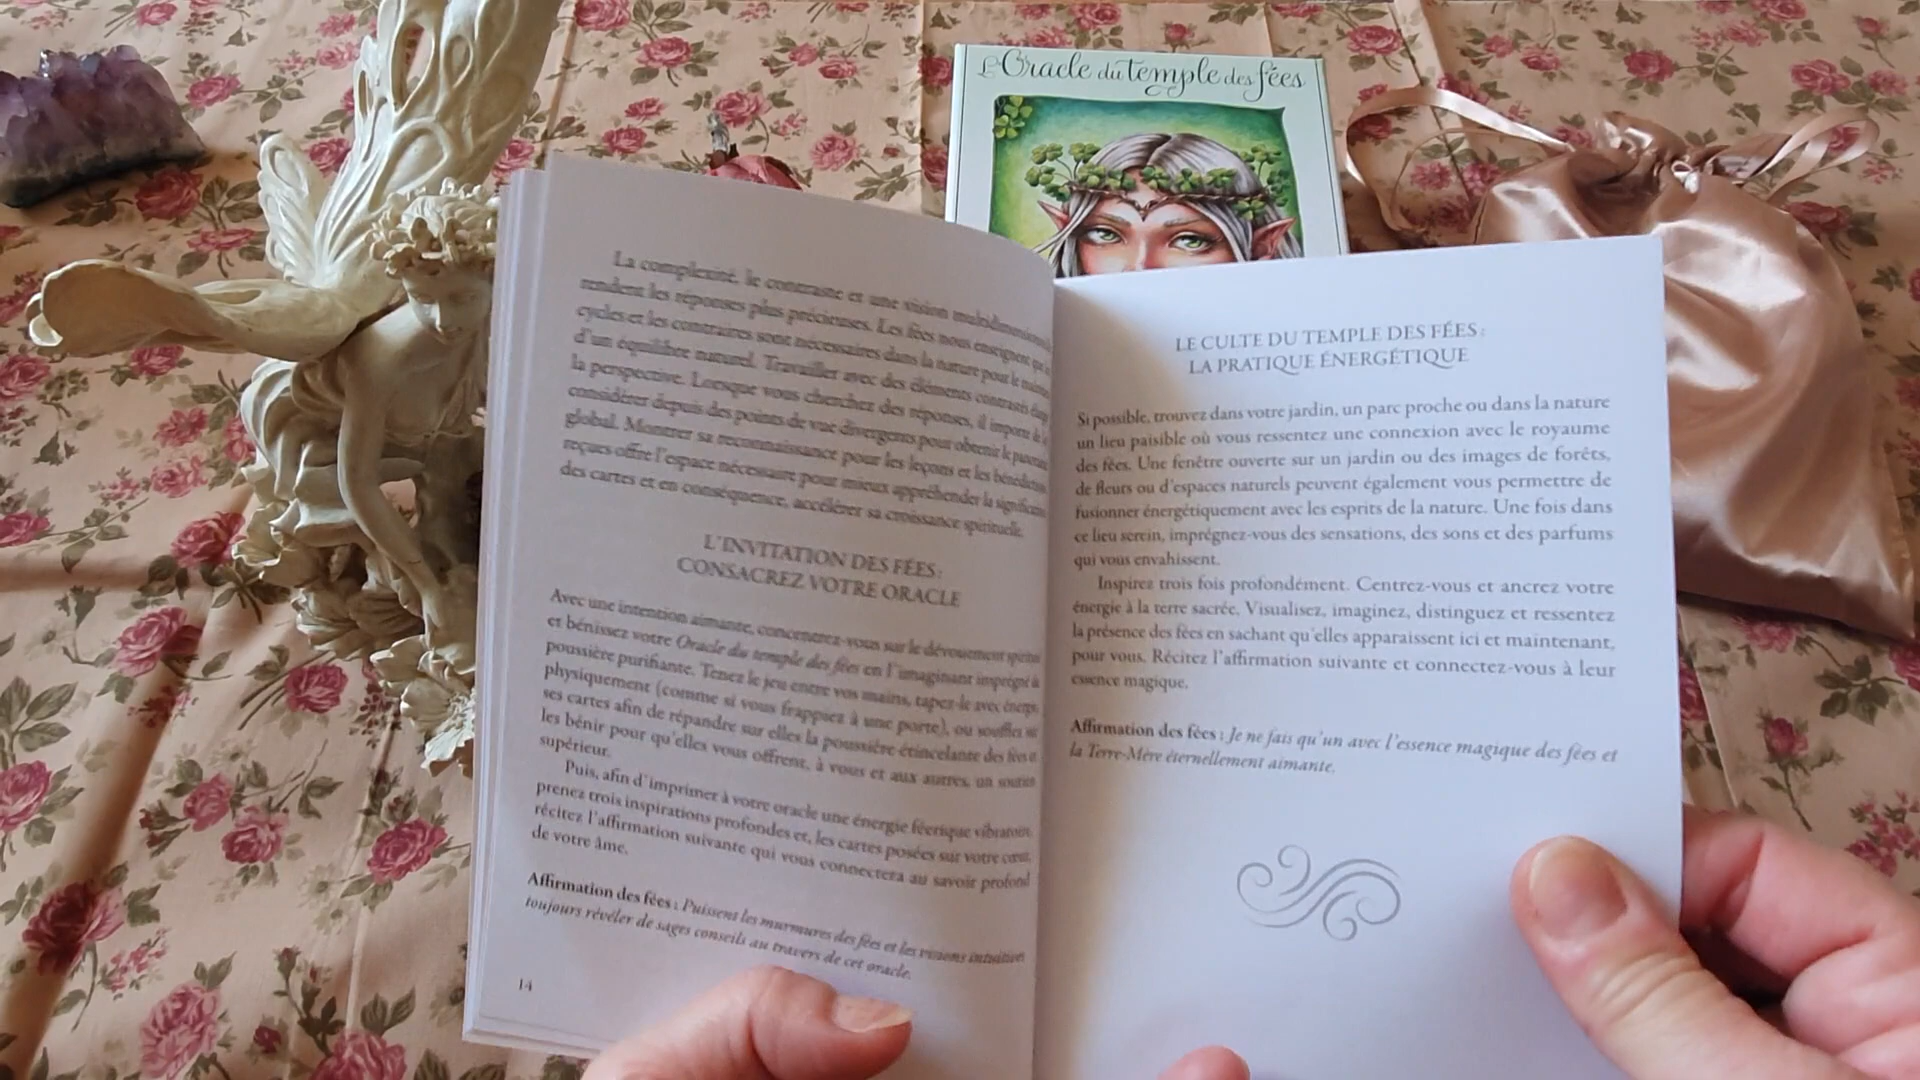 L'Oracle du temple des fées
La complexité, le contraste et une vision
rendent les réponses plus précieuses. Les fées nous enseignent que les
cycles et les contraires sont nécessaires dans la nature pour le
d'un équilibre naturel. Travailler avec des éléments contrastés
la perspective. Lorsque vous cherchez des réponses, il importe de
considérer depuis des points de vue divergents pour obtenir le
global. Montrer sa reconnaissance pour les leçons et les
reçues offre l'espace nécessaire pour mieux appréhender la
des cartes et en conséquence, accélérer sa croissance spirituelle.
L'INVITATION DES FÉES :
CONSACREZ VOTRE ORACLE
Avec une intention aimante, concentrez-vous sur le dévouement
et bénissez votre Oracle du temple des fées en l'imaginant imprégné
poussière purifiante. Tenez le jeu entre vos mains, tapez-le avec
physiquement (comme si vous frappiez à une porte), ou soufflez sur
ses cartes afin de répandre sur elles la poussière étincelante des fées
les bénir pour qu'elles vous offrent, à vous et aux autres, un soutien
supérieur.
Puis, afin d'imprimer à votre oracle une énergie féerique vibratoire,
prenez trois inspirations profondes et, les cartes posées sur votre cœur,
récitez l'affirmation suivante qui vous connectera au savoir profond
de votre âme.
Affirmation des fées : Puissent les murmures des fées et les visions intuitives
toujours révéler de sages conseils au travers de cet oracle.
14
LE CULTE DU TEMPLE DES FÉES :
LA PRATIQUE ÉNERGÉTIQUE
Si possible, trouvez dans votre jardin, un parc proche ou dans la nature
un lieu paisible où vous ressentez une connexion avec le royaume
des fées. Une fenêtre ouverte sur un jardin ou des images de forêts,
de fleurs ou d'espaces naturels peuvent également vous permettre de
fusionner énergétiquement avec les esprits de la nature. Une fois dans
ce lieu serein, imprégnez-vous des sensations, des sons et des parfums
qui vous envahissent.
Inspirez trois fois profondément. Centrez-vous et ancrez votre
énergie à la terre sacrée. Visualisez, imaginez, distinguez et ressentez
la présence des fées en sachant qu'elles apparaissent ici et maintenant,
pour vous. Récitez l'affirmation suivante et connectez-vous à leur
essence magique.
Affirmation des fées : Je ne fais qu'un avec l'essence magique des fées et
la Terre-Mère éternellement aimante.